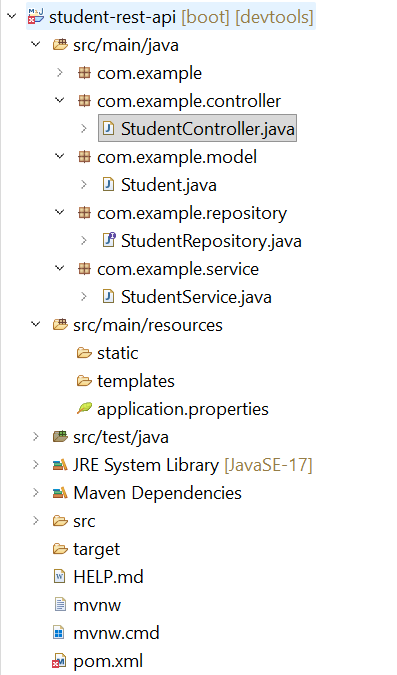 student-rest-api [boot] [devtools]
src/main/java
com.example
com.example.controller
StudentController.java
com.example.model
Student.java
com.example.repository
StudentRepository.java
com.example.service
StudentService.java
src/main/resources
static
templates
application.properties
src/test/java
JRE System Library [JavaSE-17]
Maven Dependencies
src
target
HELP.md
mvnw
mvnw.cmd
pom.xml